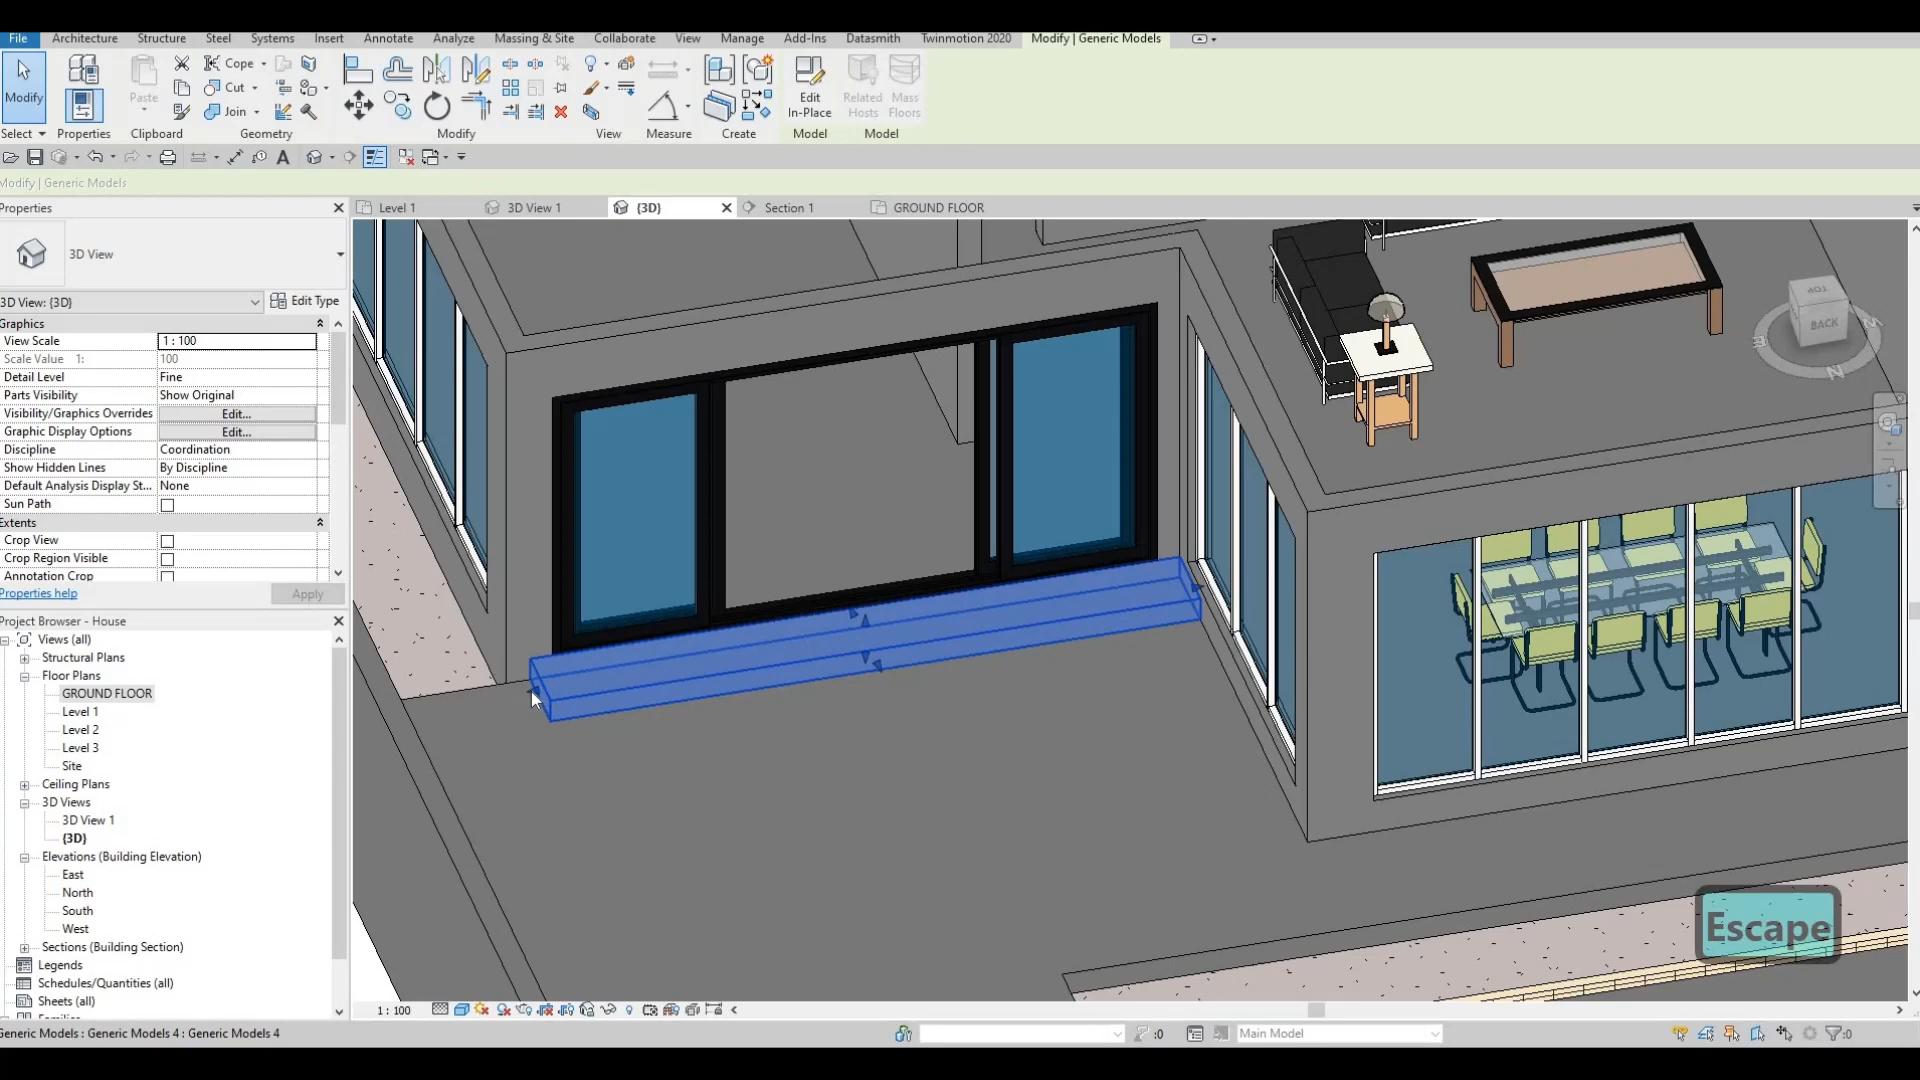 File Architecture Structure Steel Systems Insert Annotate Analyze Massing & Site Collaborate View Manage Add-Ins Datasmith Twinmotion 2020 Modify | Generic Models
Modify Paste Cope Cut Join Edit In-Place Related Hosts Mass Floors
Select Properties Clipboard Geometry Modify View Measure Create Model Model
Modify | Generic Models
Properties Level 1 3D View 1 {3D} Section 1 GROUND FLOOR
3D View
3D View: {3D} Edit Type
Graphics
View Scale 1 : 100
Scale Value 1: 100
Detail Level Fine
Parts Visibility Show Original
Visibility/Graphics Overrides Edit...
Graphic Display Options Edit...
Discipline Coordination
Show Hidden Lines By Discipline
Default Analysis Display St... None
Sun Path
Extents
Crop View
Crop Region Visible
Annotation Crop
Properties help Apply
Project Browser - House
Views (all)
Structural Plans
Floor Plans
GROUND FLOOR
Level 1
Level 2
Level 3
Site
Ceiling Plans
3D Views
3D View 1
{3D}
Elevations (Building Elevation)
East
North
South
West
Sections (Building Section)
Legends
Schedules/Quantities (all)
Sheets (all)
TOP
BACK
N
Escape
1 : 100
Generic Models : Generic Models 4 : Generic Models 4 :0 Main Model :0